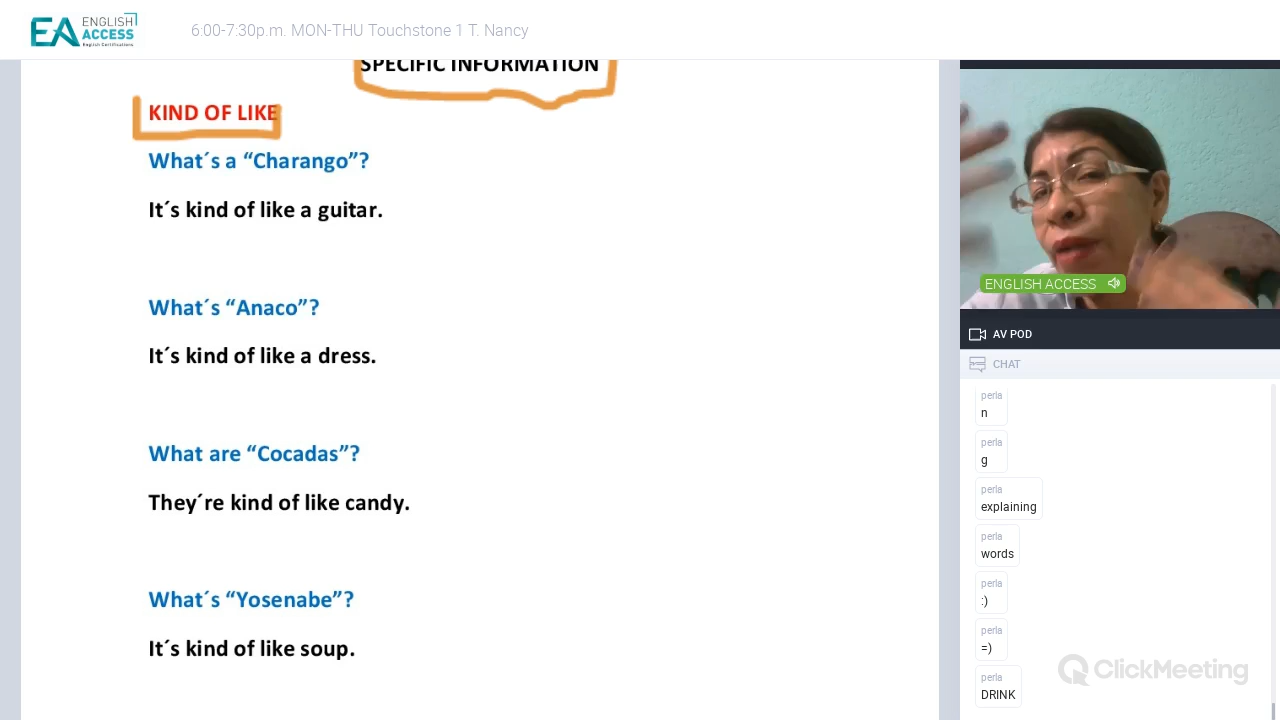 ENGLISH
ACCESS
English Certifications
6:00-7:30p.m. MON-THU Touchstone 1 T. Nancy
SPECIFIC INFORMATION
KIND OF LIKE
What´s a “Charango”?
It´s kind of like a guitar.
What´s “Anaco”?
It´s kind of like a dress.
What are “Cocadas”?
They´re kind of like candy.
What´s “Yosenabe”?
It´s kind of like soup.
ENGLISH ACCESS
AV POD
CHAT
perla
n
perla
g
perla
explaining
perla
words
perla
:)
perla
=)
perla
DRINK
ClickMeeting